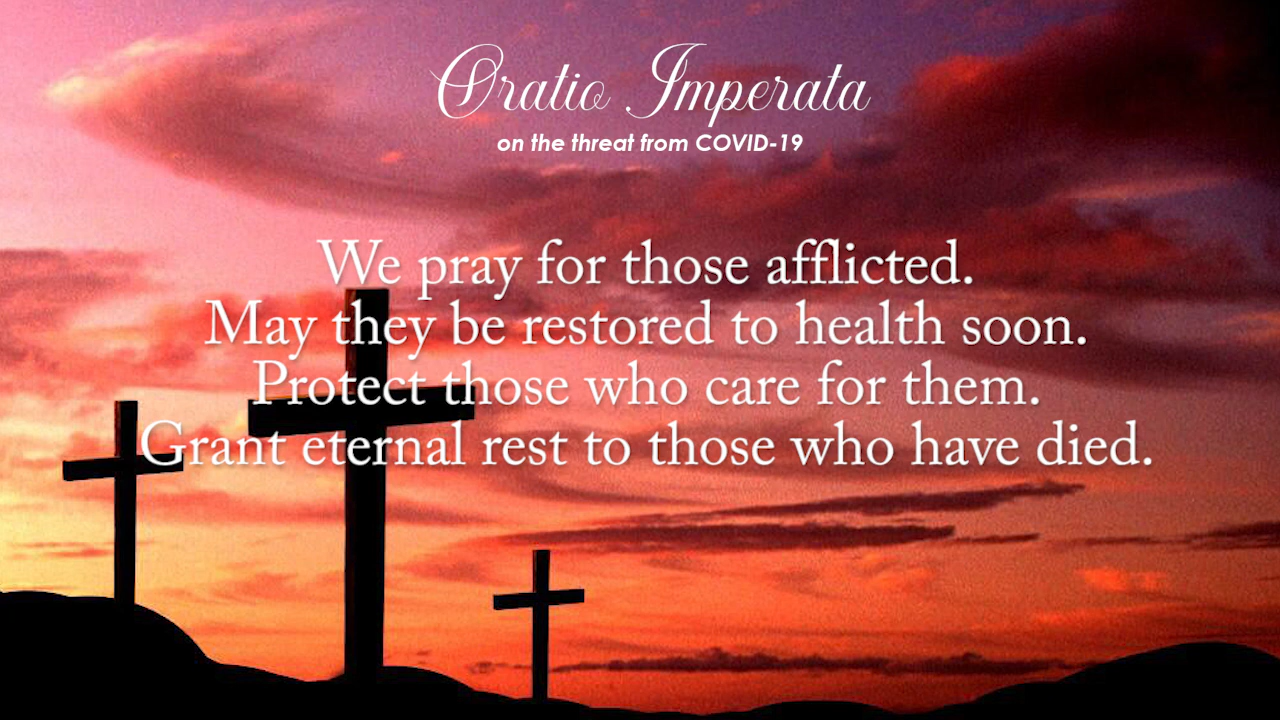 Oratio Imperata
on the threat from COVID-19
We pray for those afflicted.
May they be restored to health soon.
Protect those who care for them.
Grant eternal rest to those who have died.